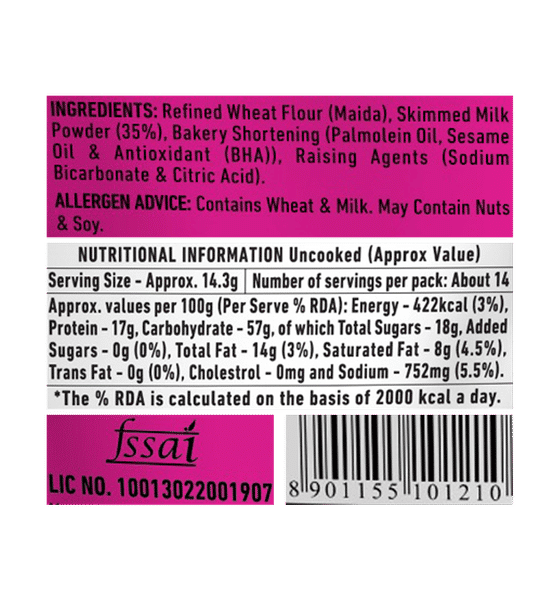 INGREDIENTS: Refined Wheat Flour (Maida), Skimmed Milk
Powder (35%), Bakery Shortening (Palmolein Oil, Sesame
Oil & Antioxidant (BHA)), Raising Agents (Sodium
Bicarbonate & Citric Acid).
ALLERGEN ADVICE: Contains Wheat & Milk. May Contain Nuts
& Soy.
NUTRITIONAL INFORMATION Uncooked (Approx Value)
Serving Size - Approx. 14.3g Number of servings per pack: About 14
Approx. values per 100g (Per Serve % RDA): Energy - 422kcal (3%),
Protein - 17g, Carbohydrate - 57g, of which Total Sugars - 18g, Added
Sugars - 0g (0%), Total Fat - 14g (3%), Saturated Fat - 8g (4.5%),
Trans Fat - 0g (0%), Cholestrol - 0mg and Sodium - 752mg (5.5%).
*The % RDA is calculated on the basis of 2000 kcal a day.
fssai
LIC NO. 10013022001907
8 901155 101210